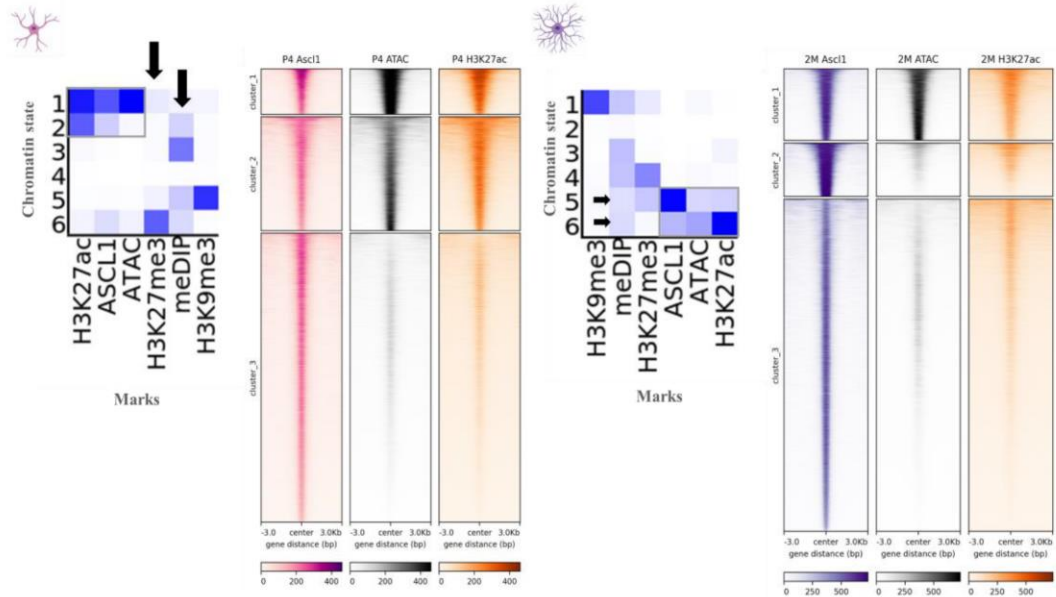 Chromatin state
1
2
3
4
5
6
H3K27ac
ASCL1
ATAC
H3K27me3
meDIP
H3K9me3
Marks
P4 Ascl1 P4 ATAC P4 H3K27ac
cluster_1
cluster_2
cluster_3
-3.0 center 3.0Kb -3.0 center 3.0Kb -3.0 center 3.0Kb
gene distance (bp) gene distance (bp) gene distance (bp)
0 200 400 0 200 400 0 200 400
Chromatin state
1
2
3
4
5
6
H3K9me3
meDIP
H3K27me3
ASCL1
ATAC
H3K27ac
Marks
2M Ascl1 2M ATAC 2M H3K27ac
cluster_1
cluster_2
cluster_3
-3.0 center 3.0Kb -3.0 center 3.0Kb -3.0 center 3.0Kb
gene distance (bp) gene distance (bp) gene distance (bp)
0 250 500 0 250 500 0 250 500